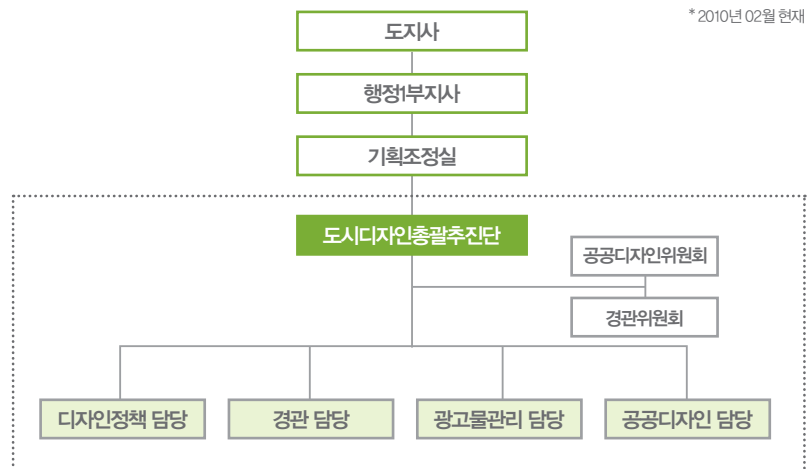 * 2010년 02월 현재
도지사
행정1부지사
기획조정실
도시디자인총괄추진단
공공디자인위원회
경관위원회
디자인정책 담당
경관 담당
광고물관리 담당
공공디자인 담당